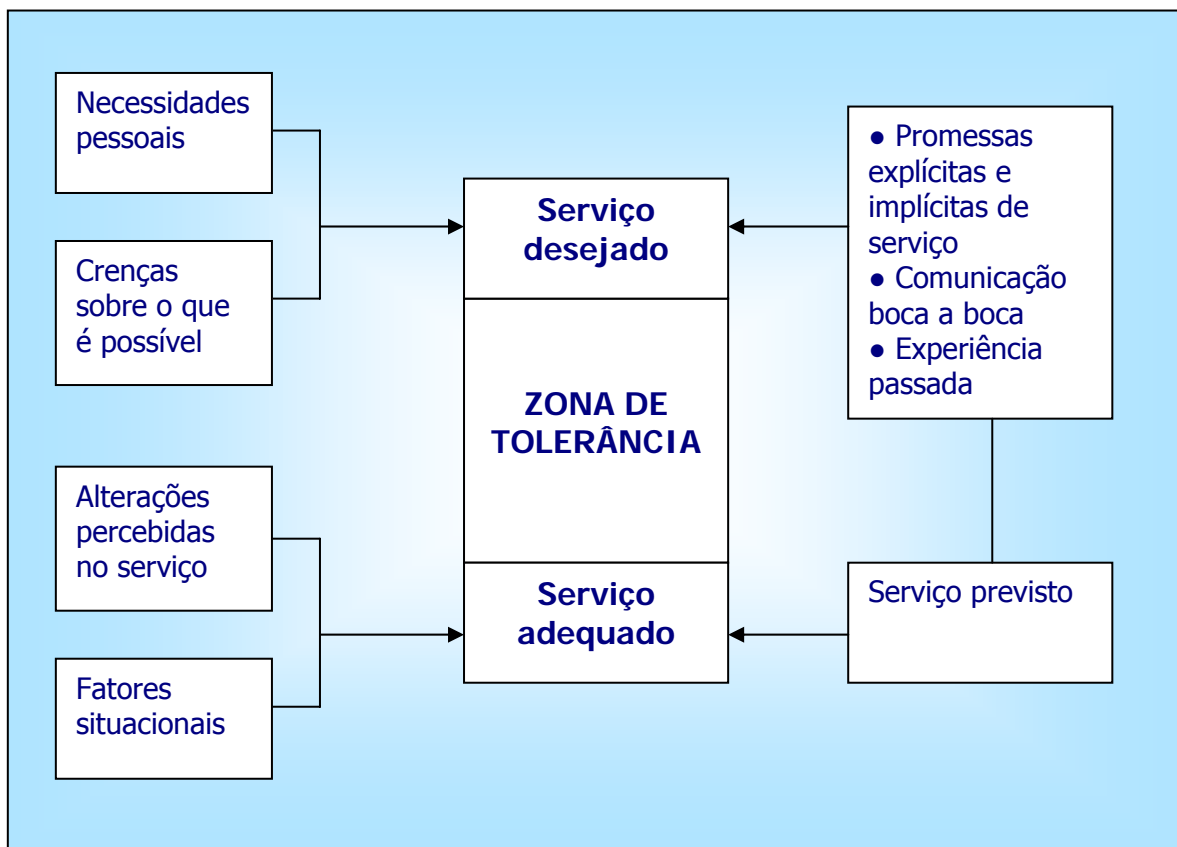 Necessidades
pessoais
Crenças
sobre o que
é possível
Alterações
percebidas
no serviço
Fatores
situacionais
Serviço
desejado
ZONA DE
TOLERÂNCIA
Serviço
adequado
● Promessas
explícitas e
implícitas de
serviço
● Comunicação
boca a boca
● Experiência
passada
Serviço previsto